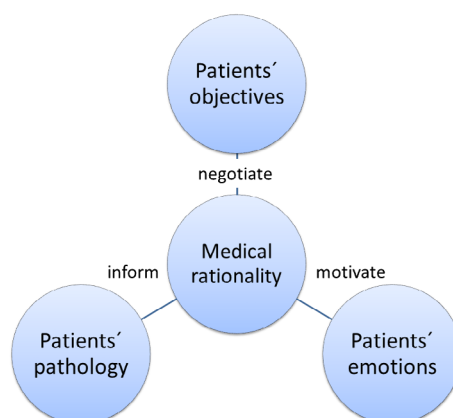 Patients´
objectives
negotiate
Medical
rationality
inform
motivate
Patients´
pathology
Patients´
emotions